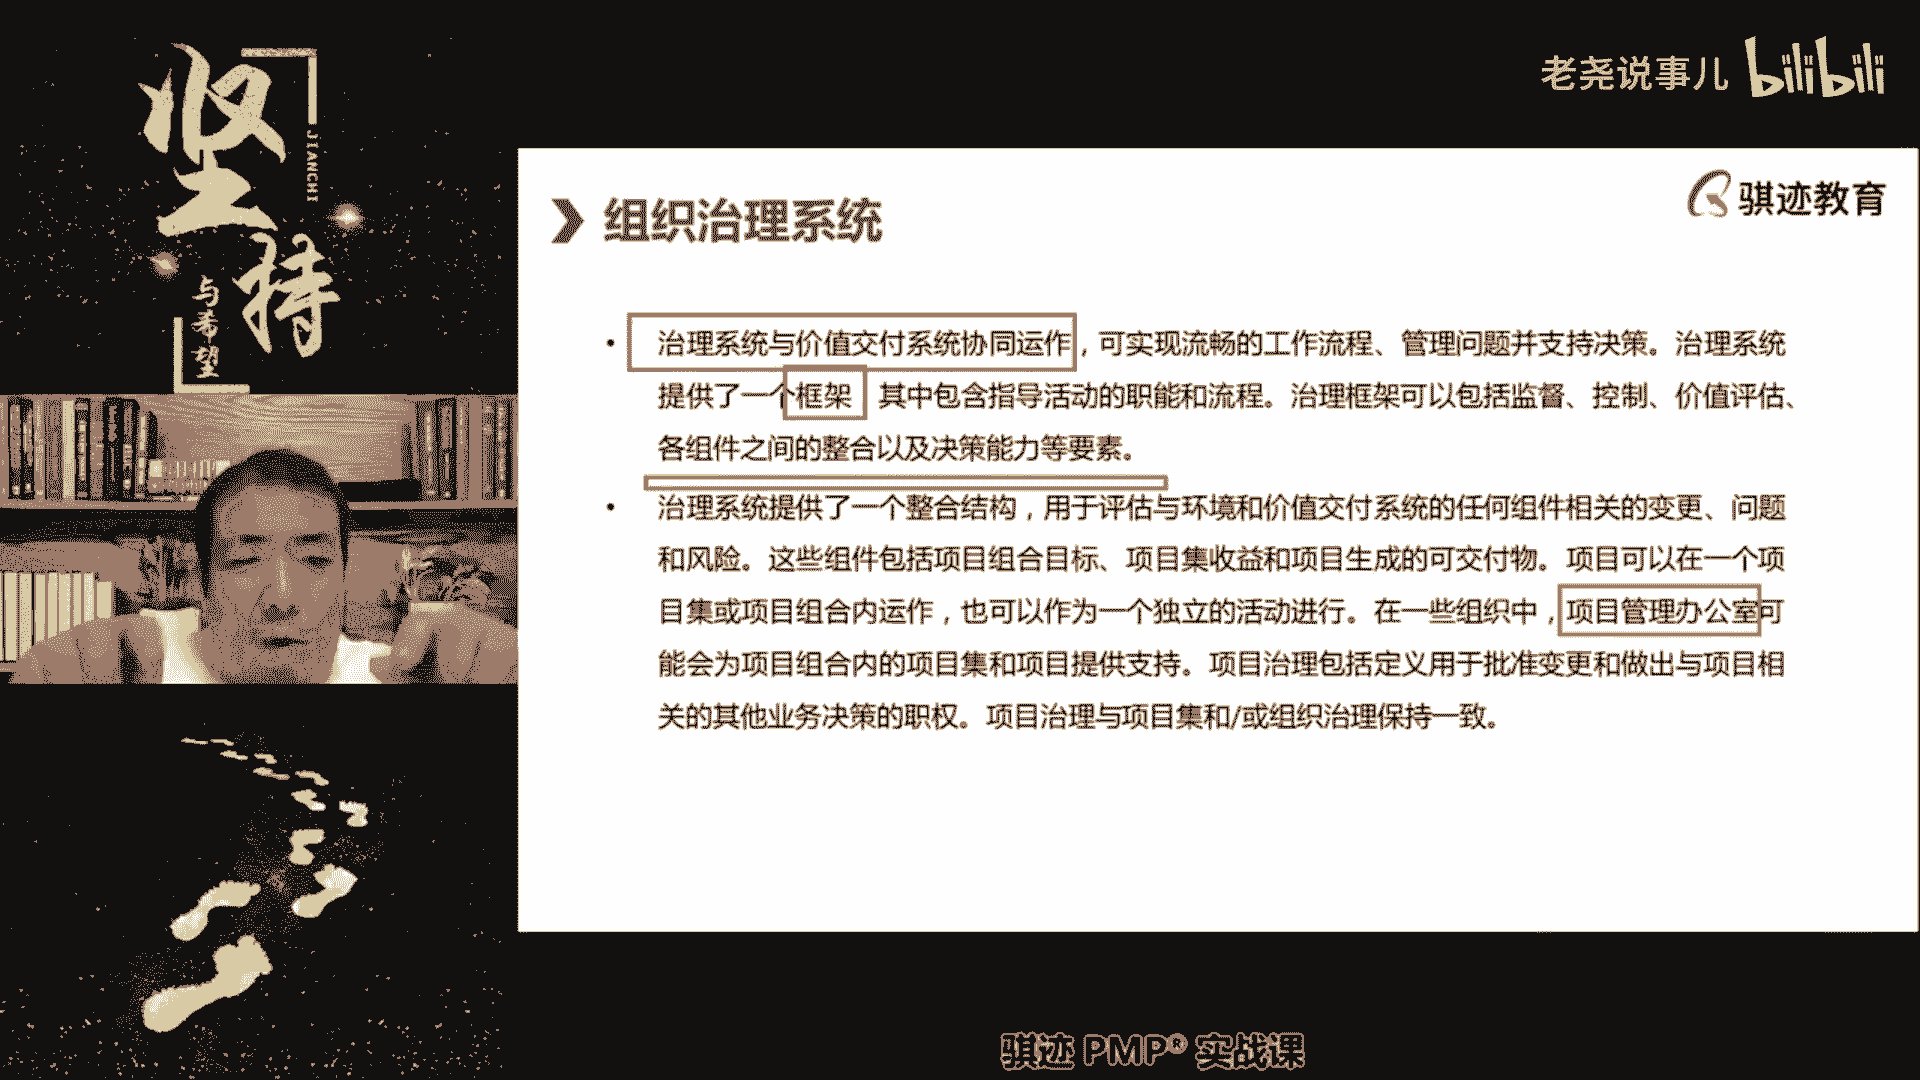 坚持
JIANCHI
与希望
老尧说事儿 bilibili
骐迹教育
组织治理系统
• 治理系统与价值交付系统协同运作，可实现流畅的工作流程、管理问题并支持决策。治理系统
提供了一个框架 其中包含指导活动的职能和流程。治理框架可以包括监督、控制、价值评估、
各组件之间的整合以及决策能力等要素。
• 治理系统提供了一个整合结构，用于评估与环境和价值交付系统的任何组件相关的变更、问题
和风险。这些组件包括项目组合目标、项目集收益和项目生成的可交付物。项目可以在一个项
目集或项目组合内运作，也可以作为一个独立的活动进行。在一些组织中，项目管理办公室可
能会为项目组合内的项目集和项目提供支持。项目治理包括定义用于批准变更和做出与项目相
关的其他业务决策的职权。项目治理与项目集和/或组织治理保持一致。
骐迹 PMP® 实战课